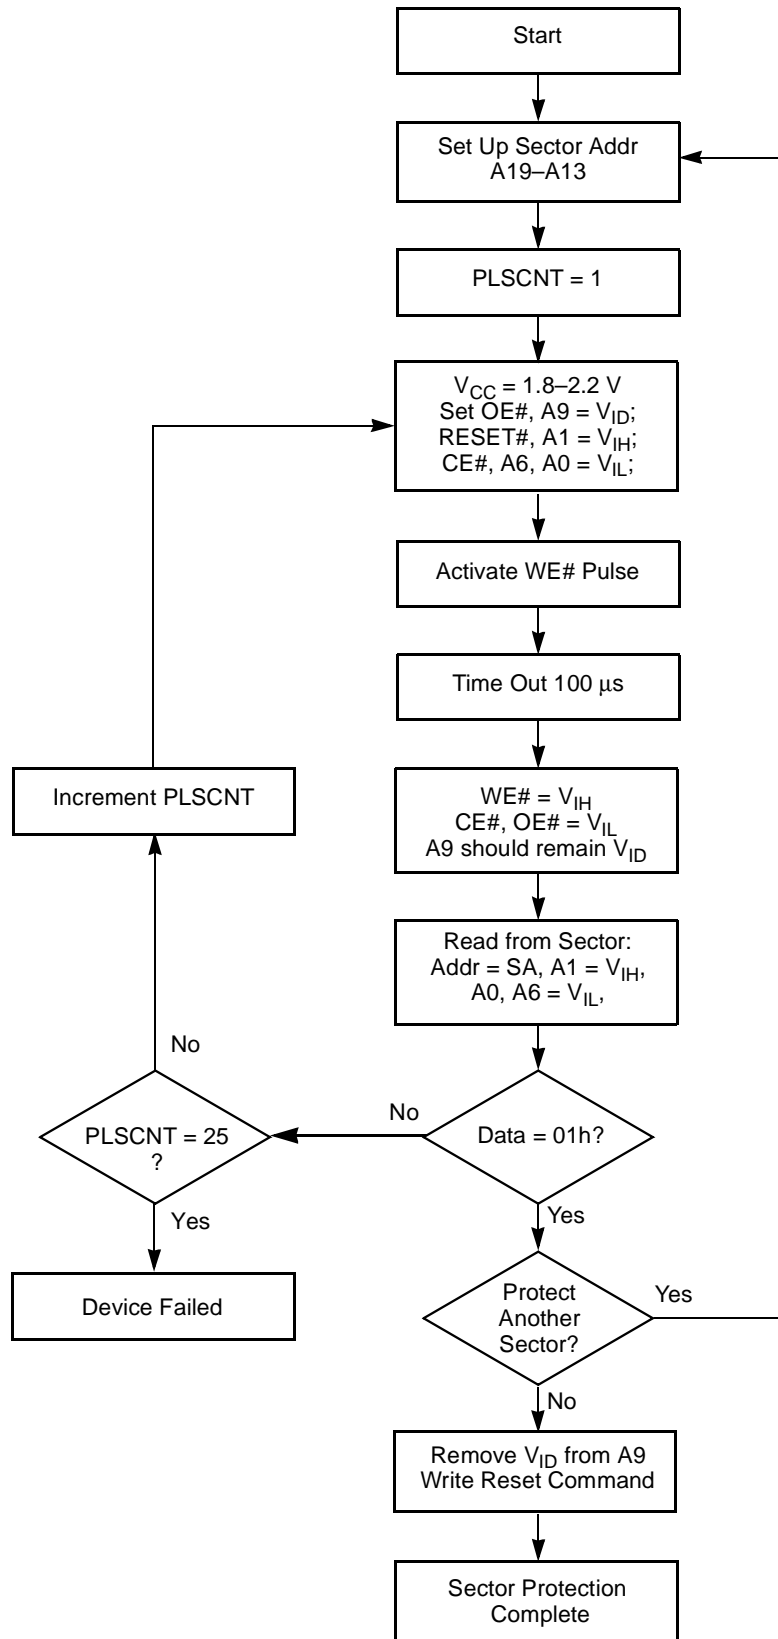 Start
Set Up Sector Addr
A19–A13
PLSCNT = 1
VCC = 1.8–2.2 V
Set OE#, A9 = VID;
RESET#, A1 = VIH;
CE#, A6, A0 = VIL;
Activate WE# Pulse
Time Out 100 µs
Increment PLSCNT
WE# = VIH
CE#, OE# = VIL
A9 should remain VID
Read from Sector:
Addr = SA, A1 = VIH,
A0, A6 = VIL,
No
No
PLSCNT = 25
?
Data = 01h?
Yes
Yes
Device Failed
Protect
Another
Sector?
Yes
No
Remove VID from A9
Write Reset Command
Sector Protection
Complete